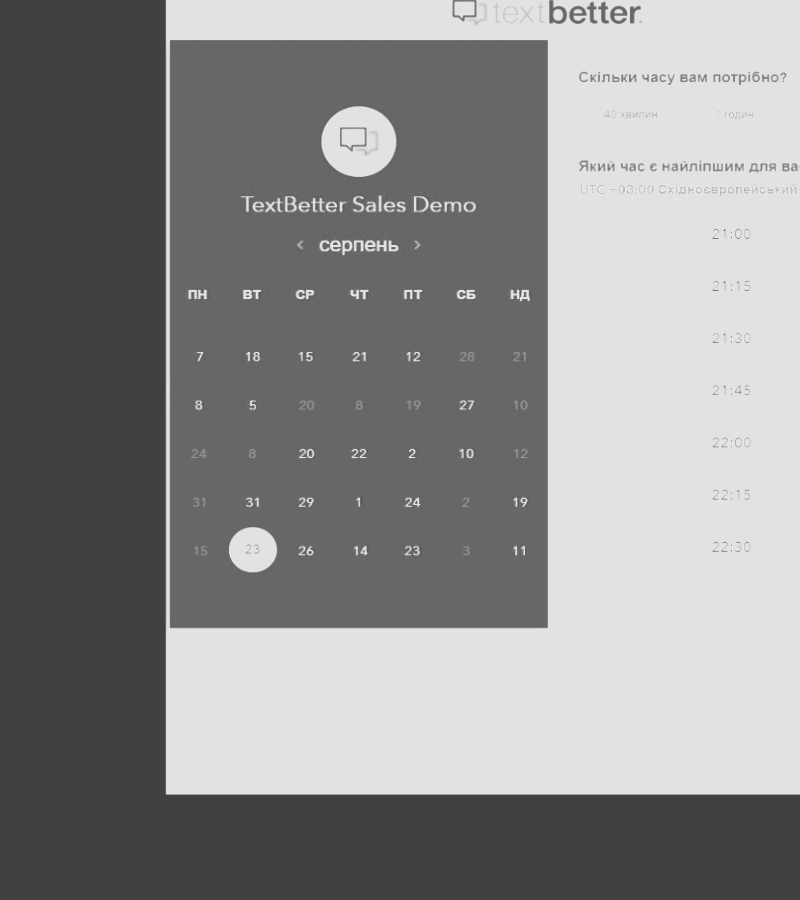 textbetter.
TextBetter Sales Demo
< серпень >
ПН ВТ СР ЧТ ПТ СБ НД
7 18 15 21 12 28 21
8 5 20 8 19 27 10
24 8 20 22 2 10 12
31 31 29 1 24 2 19
15 23 26 14 23 3 11
Скільки часу вам потрібно?
40 хвилин 1 годин
Який час є найліпшим для ва
UTC +03:00 Східноєвропейський
21:00
21:15
21:30
21:45
22:00
22:15
22:30